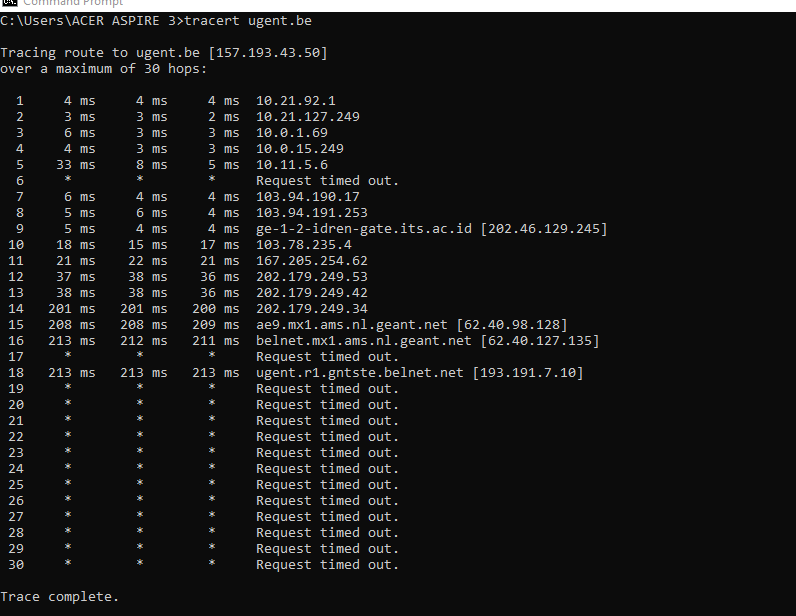 Command Prompt
C:\Users\ACER ASPIRE 3>tracert ugent.be
Tracing route to ugent.be [157.193.43.50]
over a maximum of 30 hops:
1 4 ms 4 ms 4 ms 10.21.92.1
2 3 ms 3 ms 2 ms 10.21.127.249
3 6 ms 3 ms 3 ms 10.0.1.69
4 4 ms 3 ms 3 ms 10.0.15.249
5 33 ms 8 ms 5 ms 10.11.5.6
6 * * * Request timed out.
7 6 ms 4 ms 4 ms 103.94.190.17
8 5 ms 6 ms 4 ms 103.94.191.253
9 5 ms 4 ms 4 ms ge-1-2-idren-gate.its.ac.id [202.46.129.245]
10 18 ms 15 ms 17 ms 103.78.235.4
11 21 ms 22 ms 21 ms 167.205.254.62
12 37 ms 38 ms 36 ms 202.179.249.53
13 38 ms 38 ms 36 ms 202.179.249.42
14 201 ms 201 ms 200 ms 202.179.249.34
15 208 ms 208 ms 209 ms ae9.mx1.ams.nl.geant.net [62.40.98.128]
16 213 ms 212 ms 211 ms belnet.mx1.ams.nl.geant.net [62.40.127.135]
17 * * * Request timed out.
18 213 ms 213 ms 213 ms ugent.r1.gntste.belnet.net [193.191.7.10]
19 * * * Request timed out.
20 * * * Request timed out.
21 * * * Request timed out.
22 * * * Request timed out.
23 * * * Request timed out.
24 * * * Request timed out.
25 * * * Request timed out.
26 * * * Request timed out.
27 * * * Request timed out.
28 * * * Request timed out.
29 * * * Request timed out.
30 * * * Request timed out.
Trace complete.